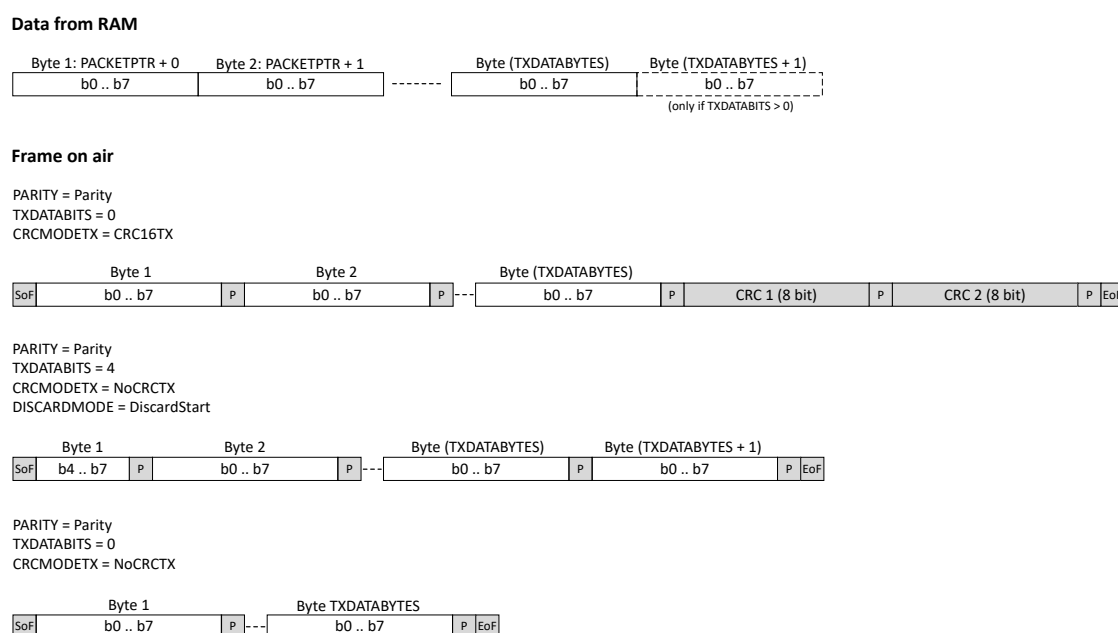 Data from RAM
Byte 1: PACKETPTR + 0 Byte 2: PACKETPTR + 1 Byte (TXDATABYTES) Byte (TXDATABYTES + 1)
b0 .. b7 b0 .. b7 b0 .. b7 b0 .. b7
(only if TXDATABITS > 0)
Frame on air
PARITY = Parity
TXDATABITS = 0
CRCMODETX = CRC16TX
Byte 1 Byte 2 Byte (TXDATABYTES)
SoF b0 .. b7 P b0 .. b7 P b0 .. b7 P CRC 1 (8 bit) P CRC 2 (8 bit) P EoF
PARITY = Parity
TXDATABITS = 4
CRCMODETX = NoCRCTX
DISCARDMODE = DiscardStart
Byte 1 Byte 2 Byte (TXDATABYTES) Byte (TXDATABYTES + 1)
SoF b4 .. b7 P b0 .. b7 P b0 .. b7 P b0 .. b7 P EoF
PARITY = Parity
TXDATABITS = 0
CRCMODETX = NoCRCTX
Byte 1 Byte TXDATABYTES
SoF b0 .. b7 P b0 .. b7 P EoF